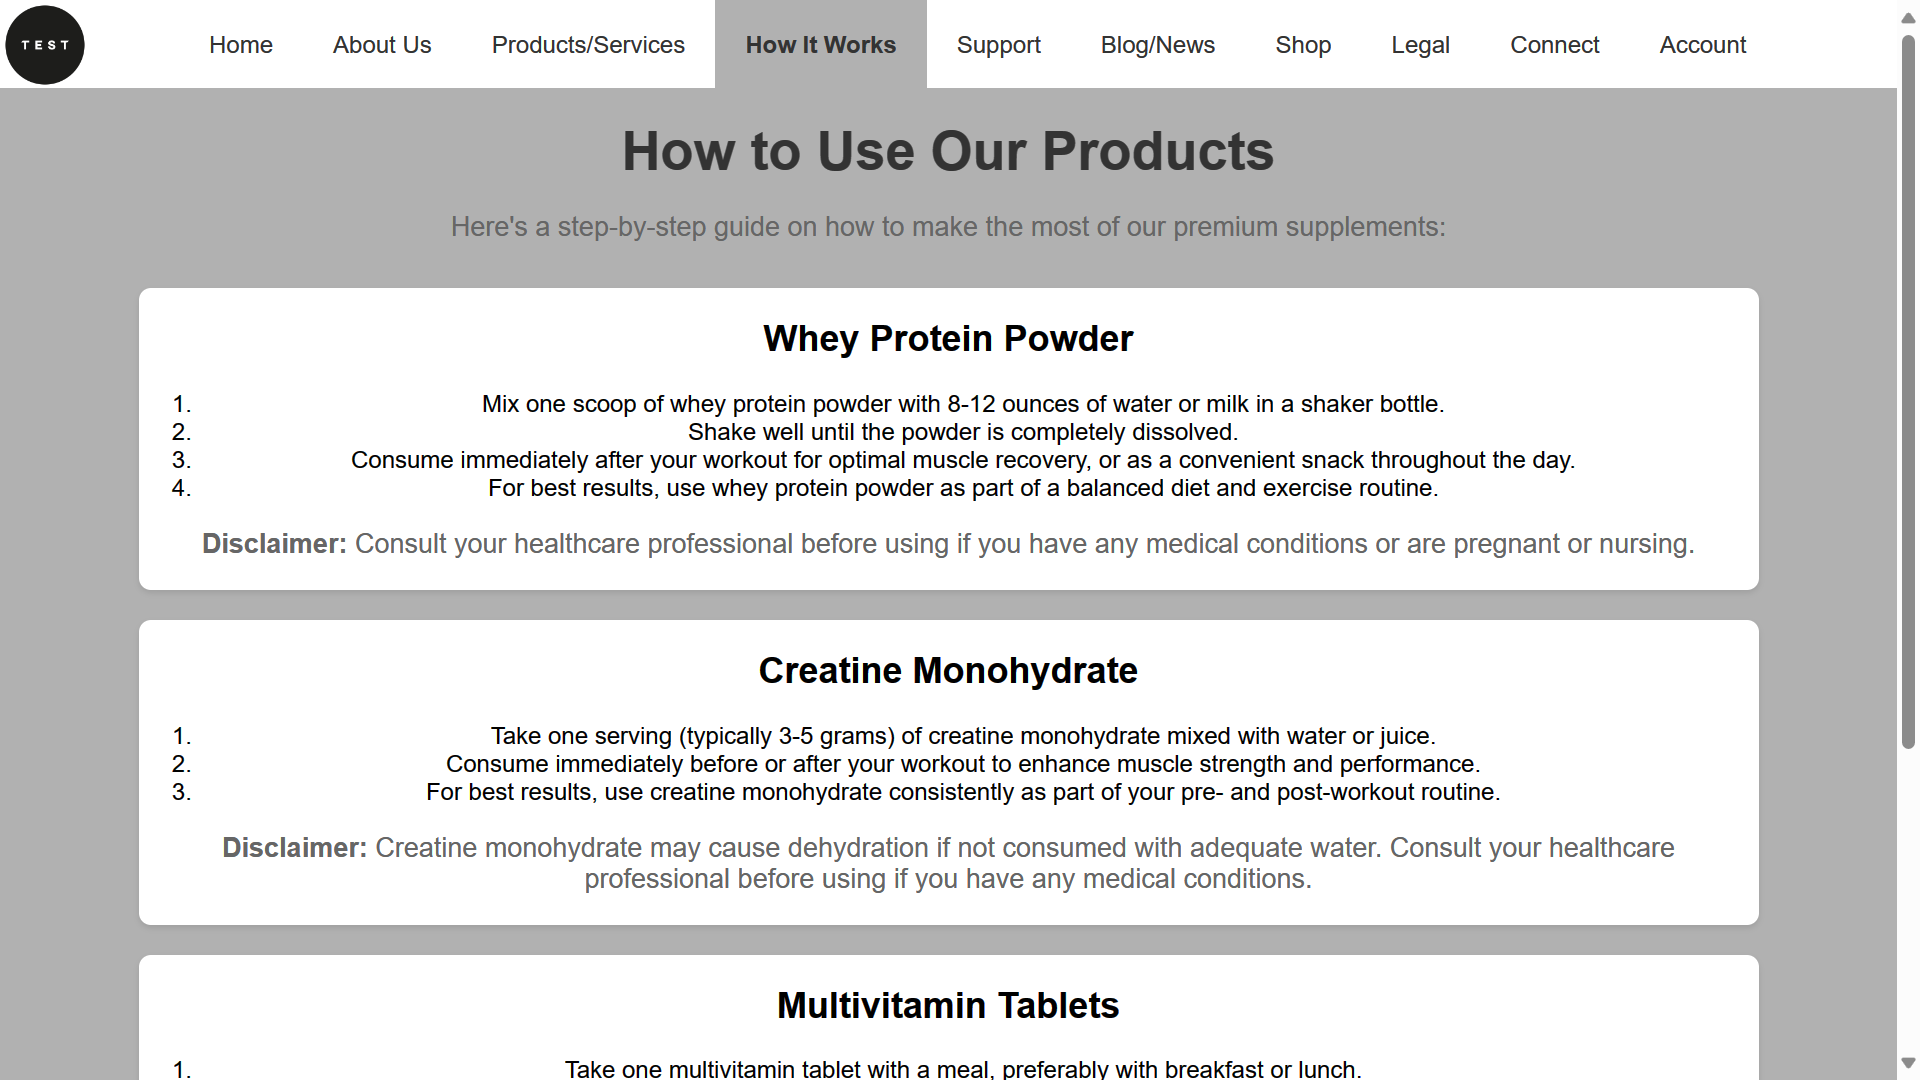 TEST
Home About Us Products/Services How It Works Support Blog/News Shop Legal Connect Account
How to Use Our Products
Here's a step-by-step guide on how to make the most of our premium supplements:
Whey Protein Powder
1. Mix one scoop of whey protein powder with 8-12 ounces of water or milk in a shaker bottle.
2. Shake well until the powder is completely dissolved.
3. Consume immediately after your workout for optimal muscle recovery, or as a convenient snack throughout the day.
4. For best results, use whey protein powder as part of a balanced diet and exercise routine.
Disclaimer: Consult your healthcare professional before using if you have any medical conditions or are pregnant or nursing.
Creatine Monohydrate
1. Take one serving (typically 3-5 grams) of creatine monohydrate mixed with water or juice.
2. Consume immediately before or after your workout to enhance muscle strength and performance.
3. For best results, use creatine monohydrate consistently as part of your pre- and post-workout routine.
Disclaimer: Creatine monohydrate may cause dehydration if not consumed with adequate water. Consult your healthcare
professional before using if you have any medical conditions.
Multivitamin Tablets
1. Take one multivitamin tablet with a meal, preferably with breakfast or lunch.